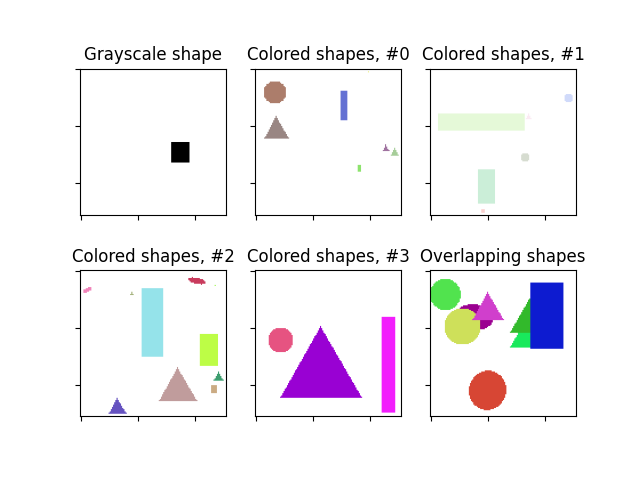 Grayscale shape
Colored shapes, #0
Colored shapes, #1
Colored shapes, #2
Colored shapes, #3
Overlapping shapes